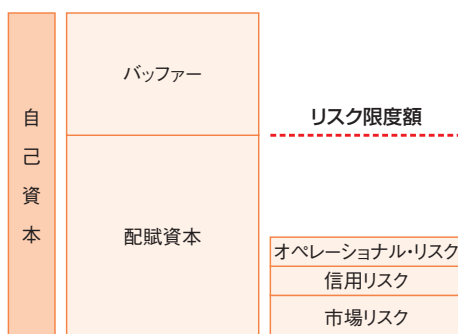 自己資本
バッファー
リスク限度額
配賦資本
オペレーショナル・リスク
信用リスク
市場リスク